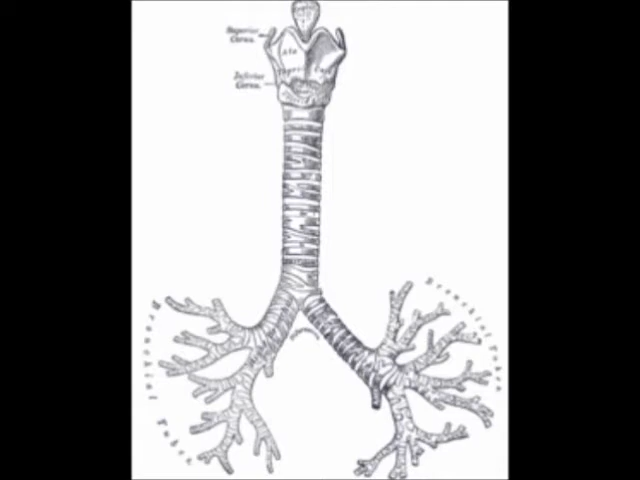 Superior
Cornu.
Ala
Inferior
Cornu.
Bronchial Tubes
Bronchial Tubes